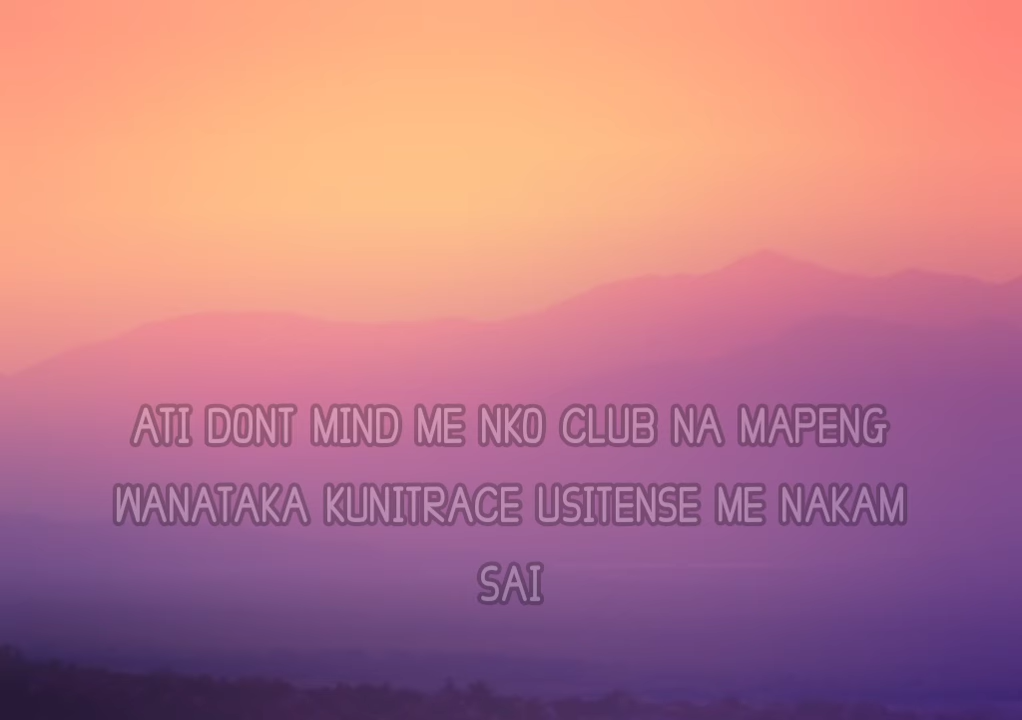 ATI DONT MIND ME NKO CLUB NA MAPENG
WANATAKA KUNITRACE USITENSE ME NAKAM
SAI